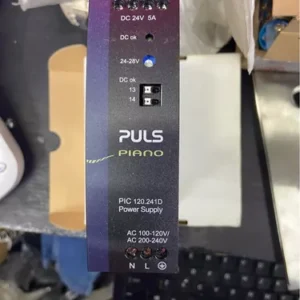 DC 24V 5A
DC ok
24-28V
DC ok
13
14
PULS
PIANO
PIC 120.241D
Power Supply
AC 100-120V/
AC 200-240V
N L